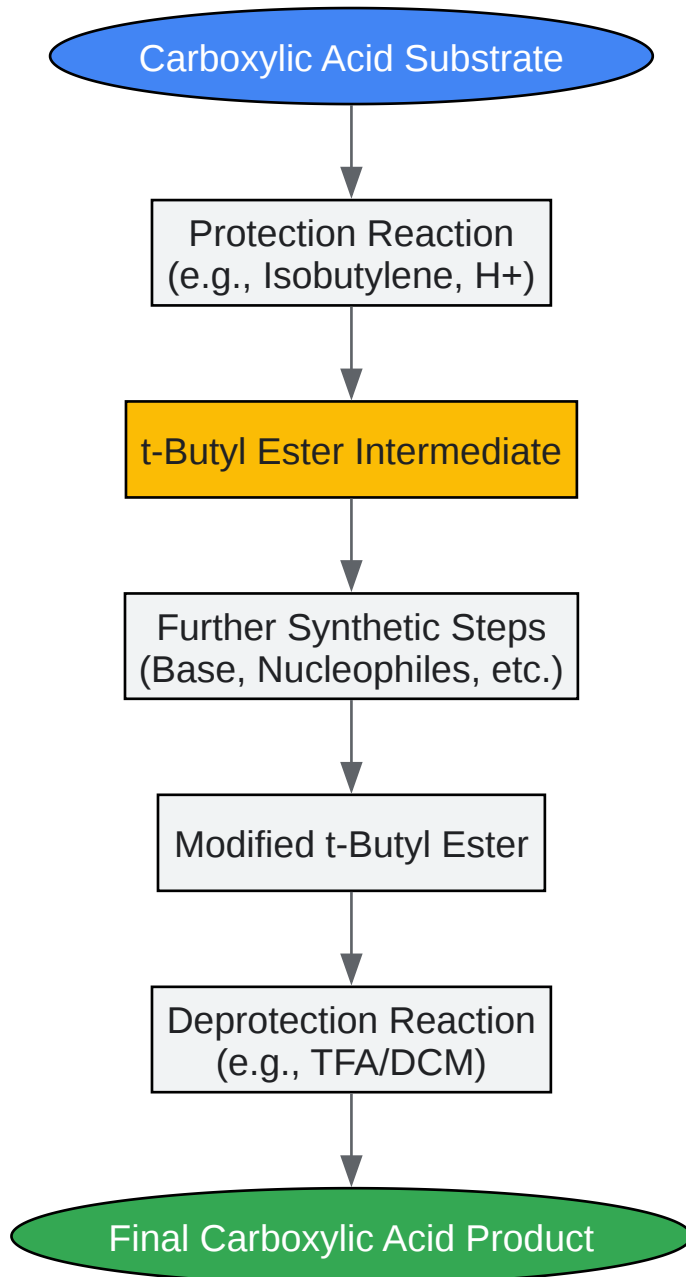 Carboxylic Acid Substrate
Protection Reaction
(e.g., Isobutylene, H+)
t-Butyl Ester Intermediate
Further Synthetic Steps
(Base, Nucleophiles, etc.)
Modified t-Butyl Ester
Deprotection Reaction
(e.g., TFA/DCM)
Final Carboxylic Acid Product